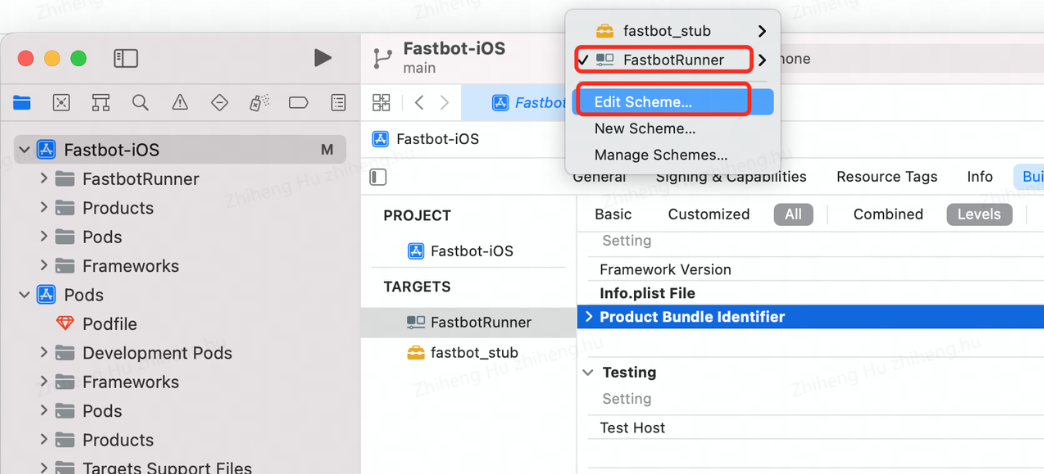 fastbot_stub
Fastbot-iOS
main
FastbotRunner
Edit Scheme...
New Scheme...
Manage Schemes...
Fastbot-iOS
Fastbot-iOS M
FastbotRunner
Products
Pods
Frameworks
Pods
Podfile
Development Pods
Frameworks
Pods
Products
Targets Support Files
General Signing & Capabilities Resource Tags Info
PROJECT
Fastbot-iOS
TARGETS
FastbotRunner
fastbot_stub
Basic Customized All Combined Levels
Setting
Framework Version
Info.plist File
Product Bundle Identifier
Testing
Setting
Test Host
Zhiheng Hu zhiheng.hu